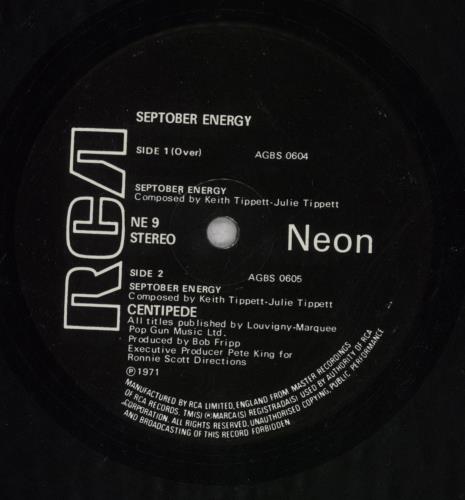 SEPTOBER ENERGY
SIDE 1 (Over) AGBS 0604
SEPTOBER ENERGY
Composed by Keith Tippett-Julie Tippett
NE 9
STEREO
Neon
RCA
SIDE 2 AGBS 0605
SEPTOBER ENERGY
Composed by Keith Tippett-Julie Tippett
CENTIPEDE
All titles published by Louvigny-Marquee
Pop Gun Music Ltd.
Produced by Bob Fripp
Executive Producer Pete King for
Ronnie Scott Directions
Ⓟ 1971
MANUFACTURED BY RCA LIMITED, ENGLAND FROM MASTER RECORDINGS
OF RCA RECORDS. TM(S) ® MARCA(S) REGISTRADA(S) USED BY AUTHORITY OF RCA
CORPORATION. ALL RIGHTS RESERVED. UNAUTHORISED COPYING, PUBLIC PERFORMANCE
AND BROADCASTING OF THIS RECORD FORBIDDEN